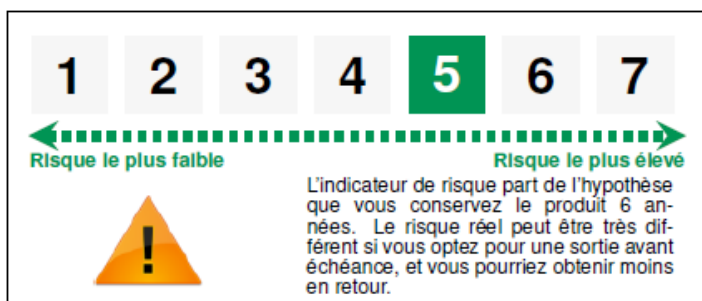 1 2 3 4 5 6 7
Risque le plus faible Risque le plus élevé
L'indicateur de risque part de l'hypothèse
que vous conservez le produit 6 an-
nées. Le risque réel peut être très dif-
férent si vous optez pour une sortie avant
échéance, et vous pourriez obtenir moins
en retour.